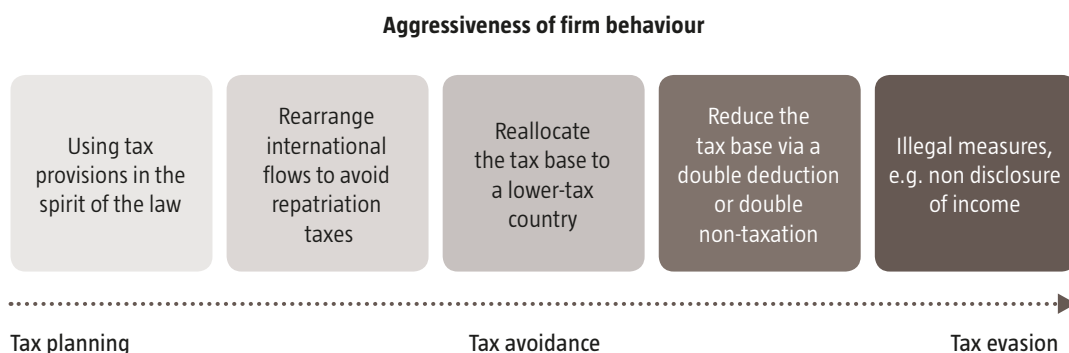 Aggressiveness of firm behaviour
Using tax
provisions in the
spirit of the law
Rearrange
international
flows to avoid
repatriation
taxes
Reallocate
the tax base to
a lower-tax
country
Reduce the
tax base via a
double deduction
or double
non-taxation
Illegal measures,
e.g. non disclosure
of income
Tax planning
Tax avoidance
Tax evasion